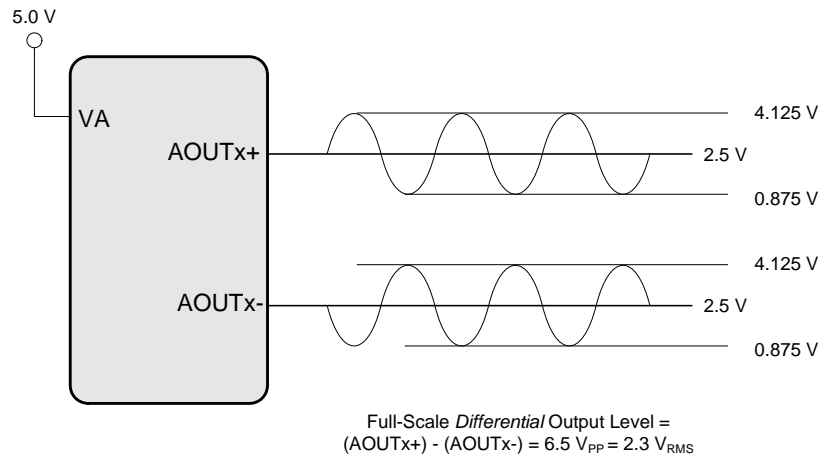 5.0 V
VA
AOUTx+
4.125 V
2.5 V
0.875 V
AOUTx-
4.125 V
2.5 V
0.875 V
Full-Scale Differential Output Level =
(AOUTx+) - (AOUTx-) = 6.5 VPP = 2.3 VRMS